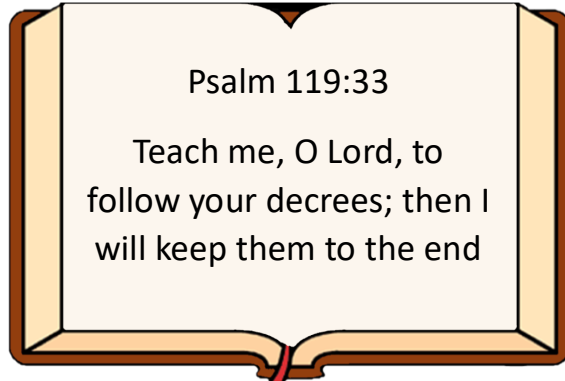 Psalm 119:33
Teach me, O Lord, to
follow your decrees; then I
will keep them to the end